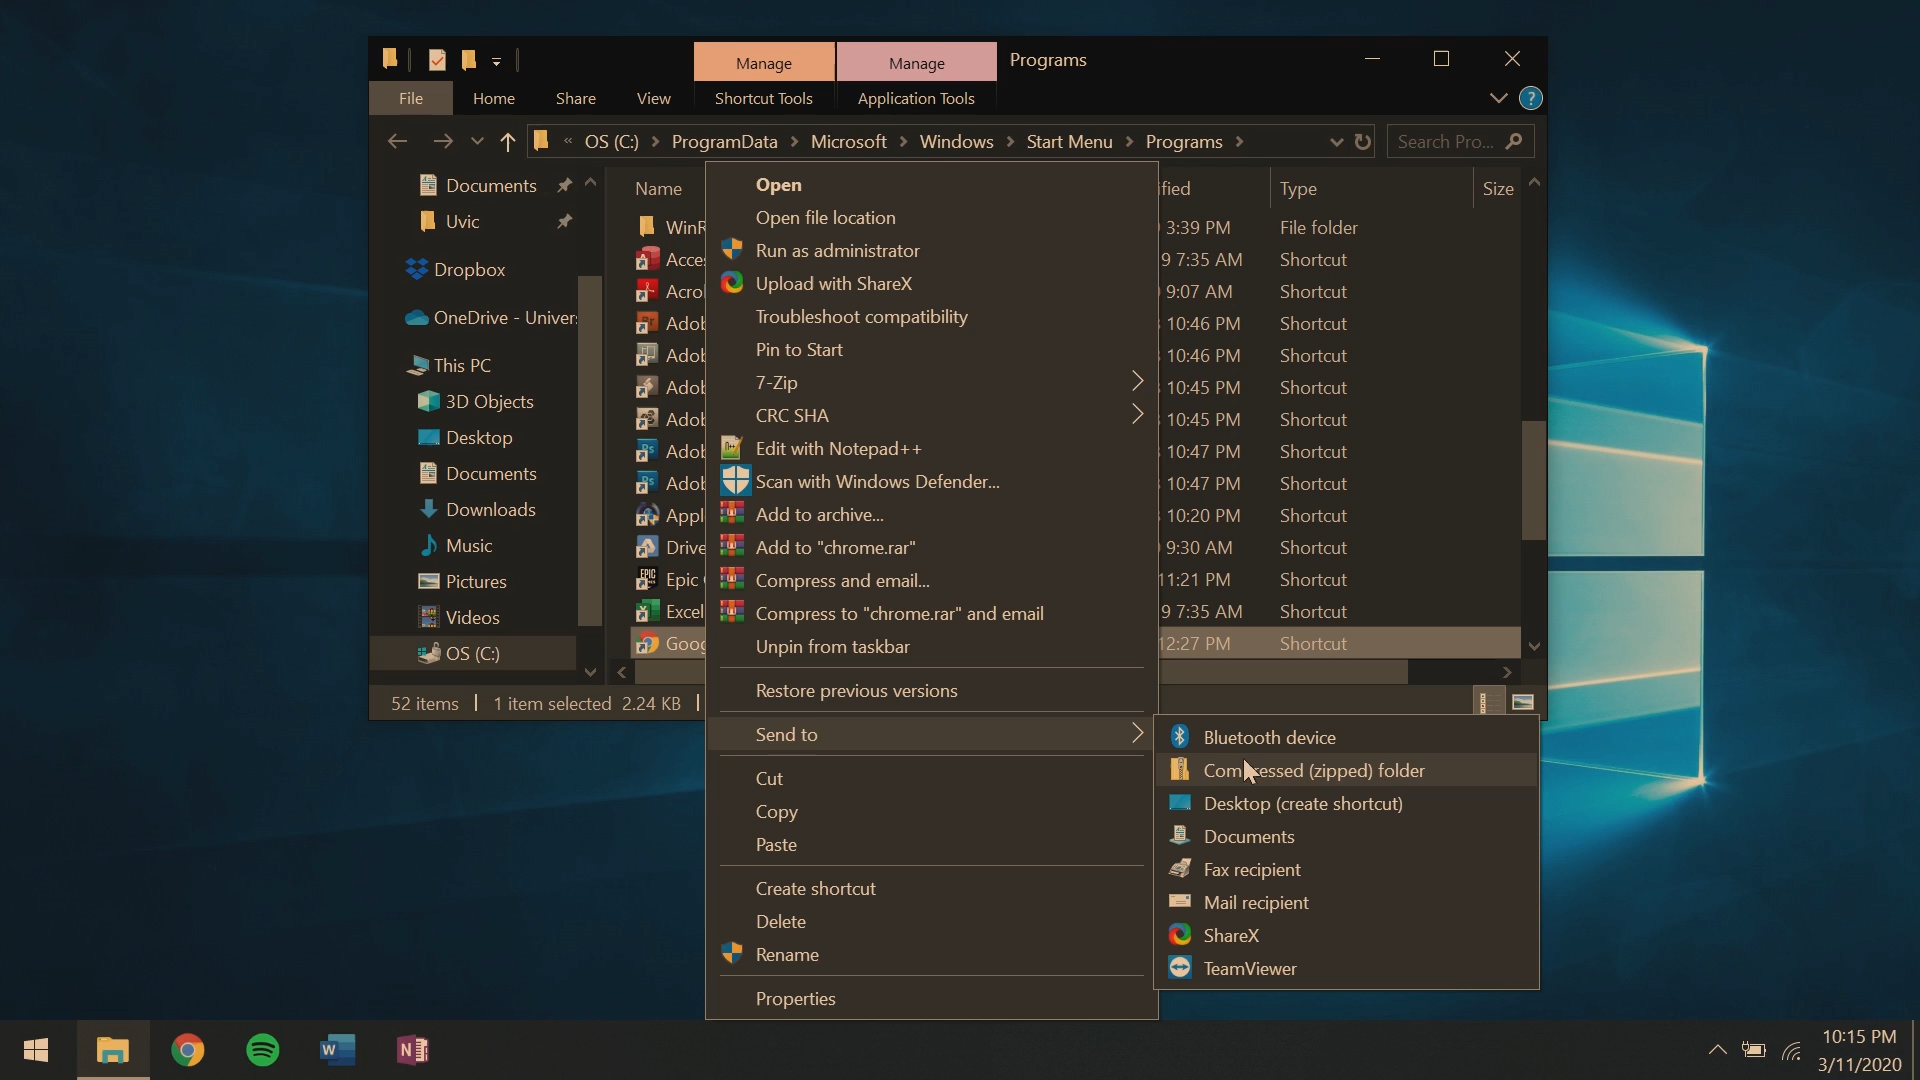 Manage
Manage
Programs
File
Home
Share
View
Shortcut Tools
Application Tools
?
« OS (C:) > ProgramData > Microsoft > Windows > Start Menu > Programs >
Search Pro...
Documents
Uvic
Dropbox
OneDrive - Univer
This PC
3D Objects
Desktop
Documents
Downloads
Music
Pictures
Videos
OS (C:)
Name
ified
Type
Size
WinR
3:39 PM
File folder
Acce
9 7:35 AM
Shortcut
Acro
9:07 AM
Shortcut
Adob
10:46 PM
Shortcut
Adob
10:46 PM
Shortcut
Adob
10:45 PM
Shortcut
Adob
10:45 PM
Shortcut
Adob
10:47 PM
Shortcut
Adob
10:47 PM
Shortcut
Appl
10:20 PM
Shortcut
Drive
9:30 AM
Shortcut
Epic
11:21 PM
Shortcut
Excel
9 7:35 AM
Shortcut
Goog
12:27 PM
Shortcut
52 items
1 item selected 2.24 KB
Open
Open file location
Run as administrator
Upload with ShareX
Troubleshoot compatibility
Pin to Start
7-Zip
CRC SHA
Edit with Notepad++
Scan with Windows Defender...
Add to archive...
Add to "chrome.rar"
Compress and email...
Compress to "chrome.rar" and email
Unpin from taskbar
Restore previous versions
Send to
Cut
Copy
Paste
Create shortcut
Delete
Rename
Properties
Bluetooth device
Compressed (zipped) folder
Desktop (create shortcut)
Documents
Fax recipient
Mail recipient
ShareX
TeamViewer
10:15 PM
3/11/2020